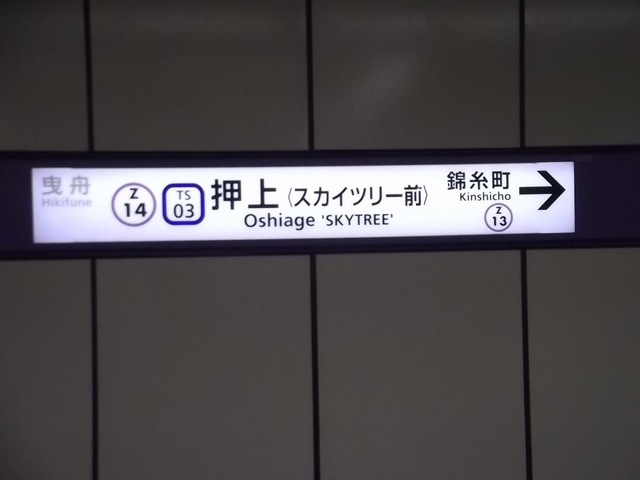 曳舟
Hikifune
Z
14
TS
03
押上〈スカイツリー前〉
Oshiage 'SKYTREE'
錦糸町
Kinshicho
Z
13